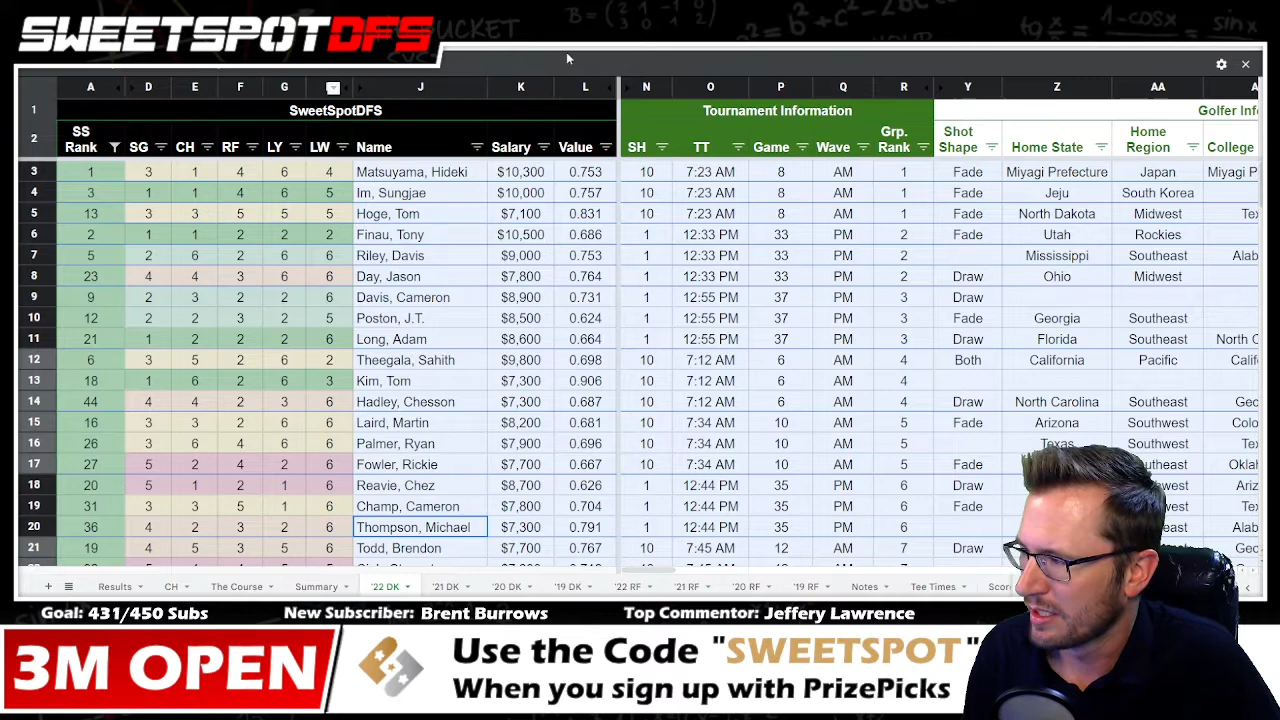 SWEETSPOTDFS
A D E F G J K L N O P Q R Y Z AA
1 SweetSpotDFS Tournament Information Golfer Inf
2 SS Rank SG CH RF LY LW Name Salary Value SH TT Game Wave Grp. Rank Shot Shape Home State Home Region College
3 1 3 1 4 6 4 Matsuyama, Hideki $10,300 0.753 10 7:23 AM 8 AM 1 Fade Miyagi Prefecture Japan Miyagi P
4 3 1 1 4 6 5 Im, Sungjae $10,000 0.757 10 7:23 AM 8 AM 1 Fade Jeju South Korea
5 13 3 3 5 5 5 Hoge, Tom $7,100 0.831 10 7:23 AM 8 AM 1 Fade North Dakota Midwest Tex
6 2 1 1 2 2 2 Finau, Tony $10,500 0.686 1 12:33 PM 33 PM 2 Fade Utah Rockies
7 5 2 6 2 6 6 Riley, Davis $9,000 0.753 1 12:33 PM 33 PM 2 Mississippi Southeast Alab
8 23 4 4 3 6 6 Day, Jason $7,800 0.764 1 12:33 PM 33 PM 2 Draw Ohio Midwest
9 9 2 3 2 2 6 Davis, Cameron $8,900 0.731 1 12:55 PM 37 PM 3 Draw
10 12 2 2 3 2 5 Poston, J.T. $8,500 0.624 1 12:55 PM 37 PM 3 Fade Georgia Southeast
11 21 1 2 2 2 6 Long, Adam $8,600 0.664 1 12:55 PM 37 PM 3 Draw Florida Southeast North C
12 6 3 5 2 6 2 Theegala, Sahith $9,800 0.698 10 7:12 AM 6 AM 4 Both California Pacific Calif
13 18 1 6 2 6 3 Kim, Tom $7,300 0.906 10 7:12 AM 6 AM 4
14 44 4 2 4 3 6 Hadley, Chesson $7,300 0.687 10 7:12 AM 6 AM 4 Draw North Carolina Southeast Geo
15 16 3 3 4 6 6 Laird, Martin $8,200 0.681 10 7:34 AM 10 AM 5 Arizona Southwest Colo
16 26 3 6 4 6 6 Palmer, Ryan $7,900 0.696 10 7:34 AM 10 AM 5 Texas Southwest Tex
17 27 5 2 4 2 6 Fowler, Rickie $7,700 0.667 10 7:34 AM 10 AM 5 Fade Southwest Oklah
18 20 5 1 2 1 6 Reavie, Chez $8,700 0.626 1 12:44 PM 35 PM 6 Fade Southwest Ariz
19 31 3 3 5 1 6 Champ, Cameron $7,800 0.704 1 12:44 PM 35 PM 6 Fade Tex
20 36 4 2 3 2 6 Thompson, Michael $7,300 0.791 1 12:44 PM 35 PM 6 Alab
21 19 4 5 3 5 6 Todd, Brendon $7,700 0.767 10 7:45 AM 12 AM 7 Draw Geo
+ Results CH The Course Summary '22 DK '21 DK '20 DK '19 DK '22 RF '21 RF '20 RF '19 RF Notes Tee Times Scor
Goal: 431/450 Subs New Subscriber: Brent Burrows Top Commentor: Jeffery Lawrence
3M OPEN
Use the Code "SWEETSPOT"
When you sign up with PrizePicks